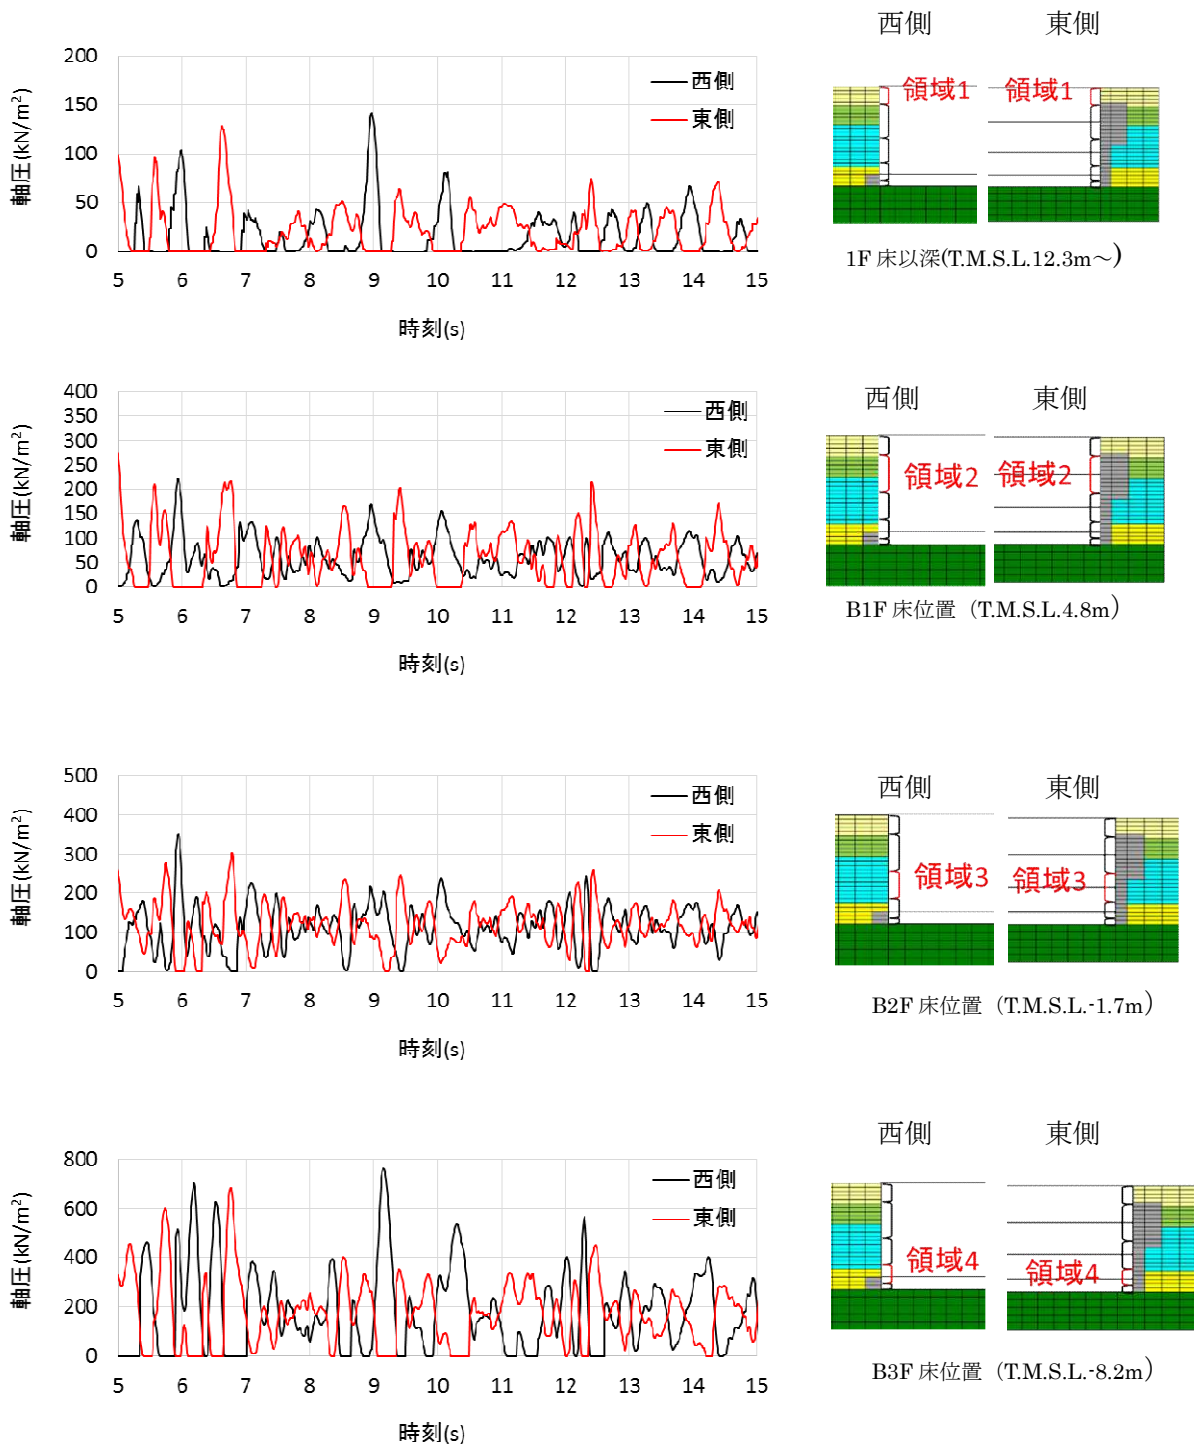 西側 東側
200
150
100
50
0
軸圧(kN/m²)
西側
東側
5 6 7 8 9 10 11 12 13 14 15
時刻(s)
領域1 領域1
1F 床以深(T.M.S.L.12.3m～)
400
350
300
250
200
150
100
50
0
軸圧(kN/m²)
西側
東側
5 6 7 8 9 10 11 12 13 14 15
時刻(s)
西側 東側
領域2 領域2
B1F 床位置（T.M.S.L.4.8m）
500
400
300
200
100
0
軸圧(kN/m²)
西側
東側
5 6 7 8 9 10 11 12 13 14 15
時刻(s)
西側 東側
領域3 領域3
B2F 床位置（T.M.S.L.-1.7m）
800
600
400
200
0
軸圧(kN/m²)
西側
東側
5 6 7 8 9 10 11 12 13 14 15
時刻(s)
西側 東側
領域4 領域4
B3F 床位置（T.M.S.L.-8.2m）